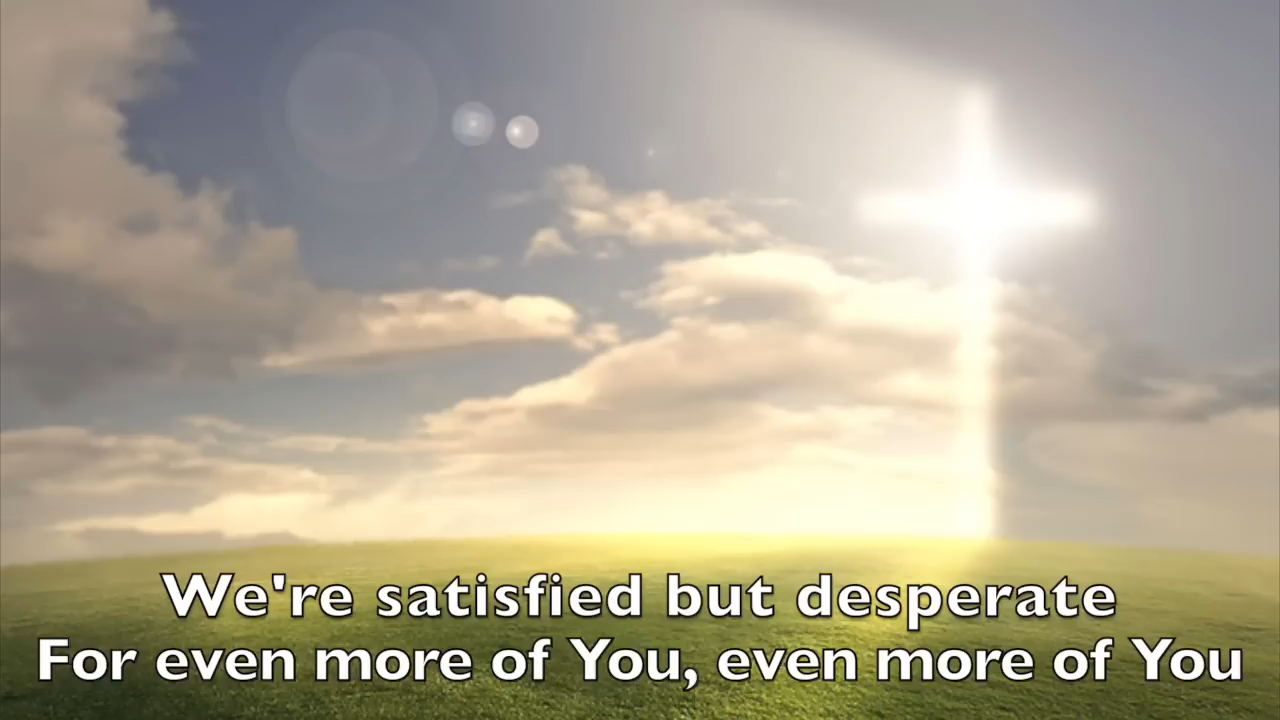 We're satisfied but desperate
For even more of You, even more of You